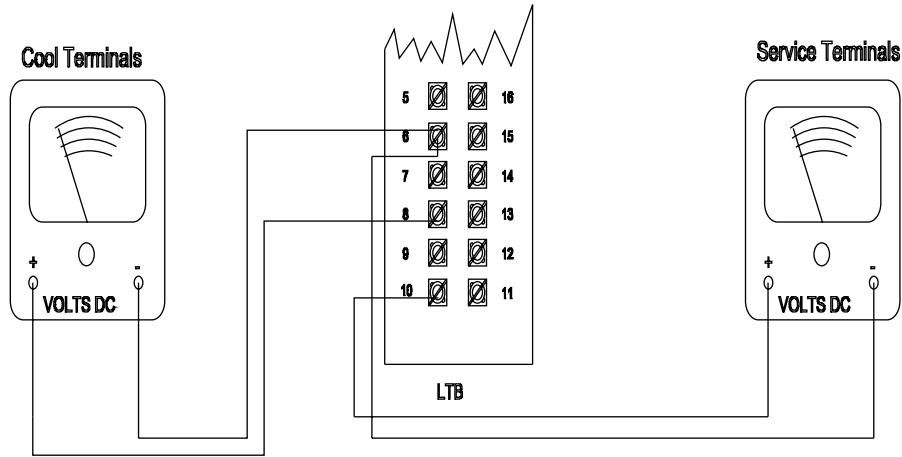 Cool Terminals
Service Terminals
5 16
6 15
7 14
8 13
9 12
10 11
+ -
VOLTS DC
+ -
VOLTS DC
LTB